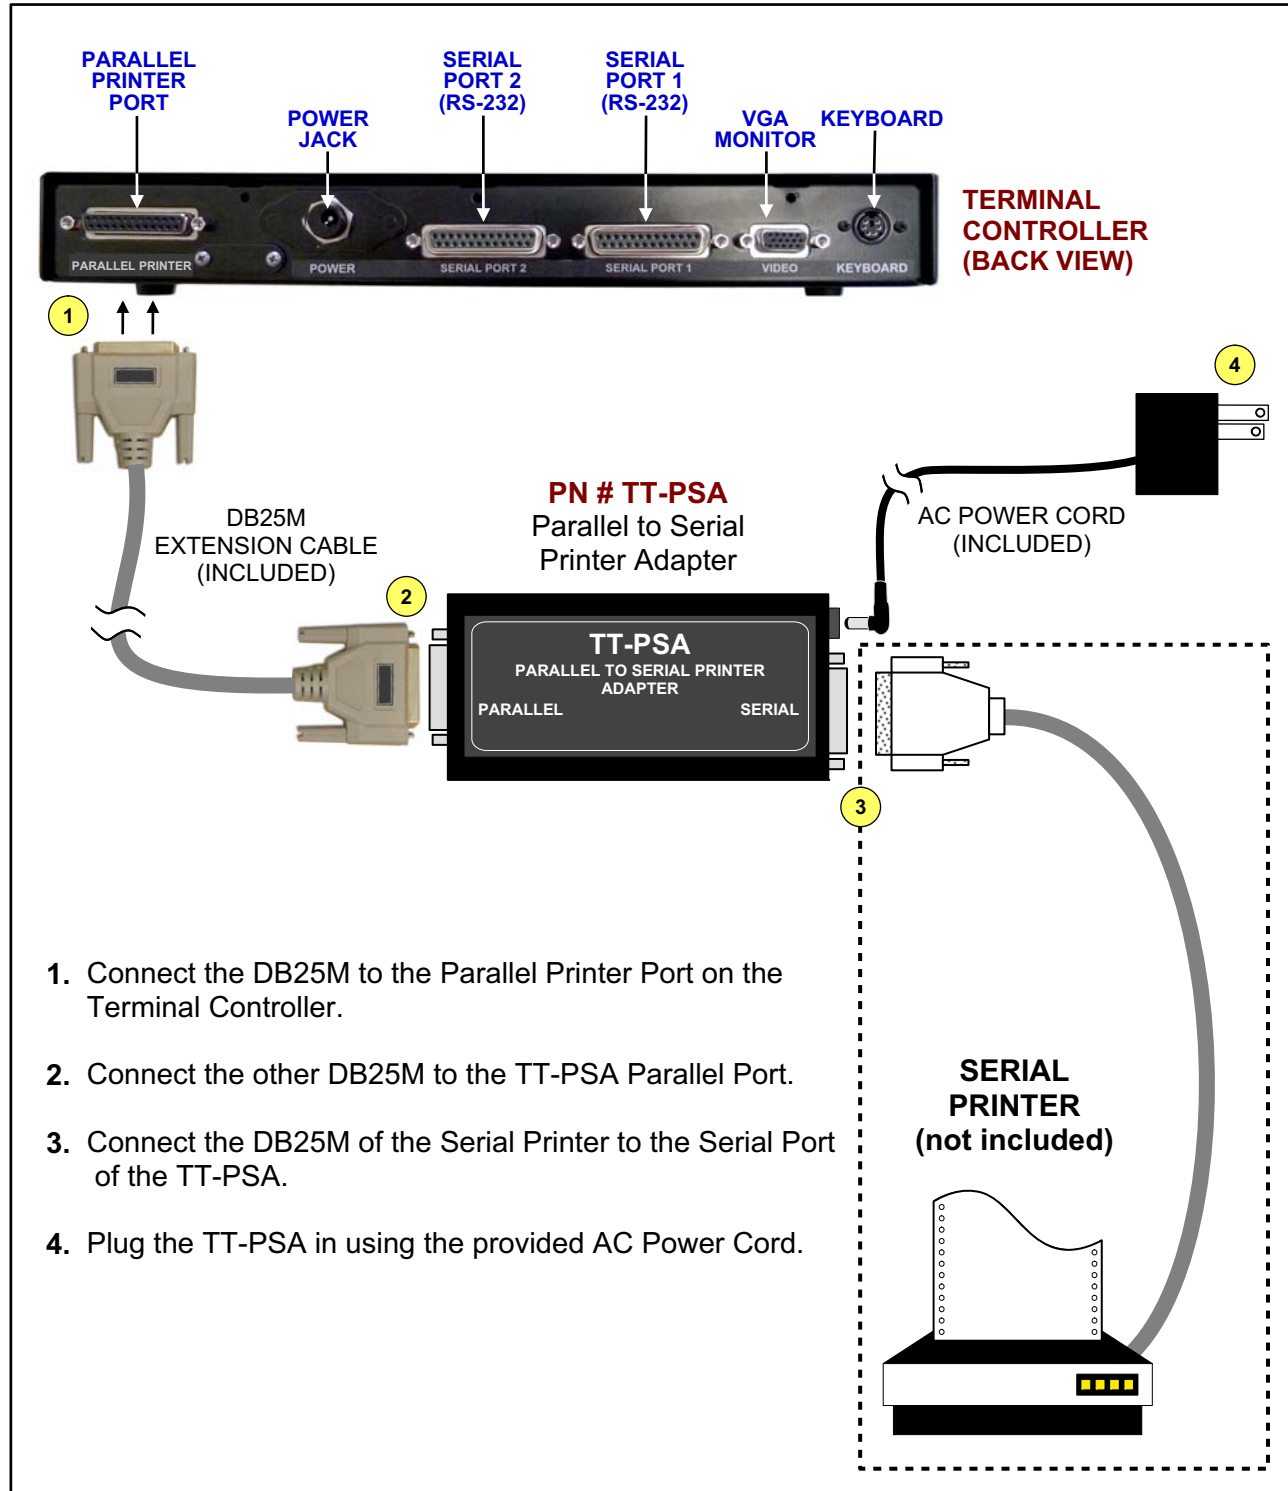 PARALLEL
PRINTER
PORT
POWER
JACK
SERIAL
PORT 2
(RS-232)
SERIAL
PORT 1
(RS-232)
VGA
MONITOR
KEYBOARD
TERMINAL
CONTROLLER
(BACK VIEW)
PARALLEL PRINTER
POWER
SERIAL PORT 2
SERIAL PORT 1
VIDEO
KEYBOARD
1
4
DB25M
EXTENSION CABLE
(INCLUDED)
PN # TT-PSA
Parallel to Serial
Printer Adapter
AC POWER CORD
(INCLUDED)
2
TT-PSA
PARALLEL TO SERIAL PRINTER
ADAPTER
PARALLEL
SERIAL
3
1. Connect the DB25M to the Parallel Printer Port on the
Terminal Controller.
2. Connect the other DB25M to the TT-PSA Parallel Port.
3. Connect the DB25M of the Serial Printer to the Serial Port
of the TT-PSA.
4. Plug the TT-PSA in using the provided AC Power Cord.
SERIAL
PRINTER
(not included)